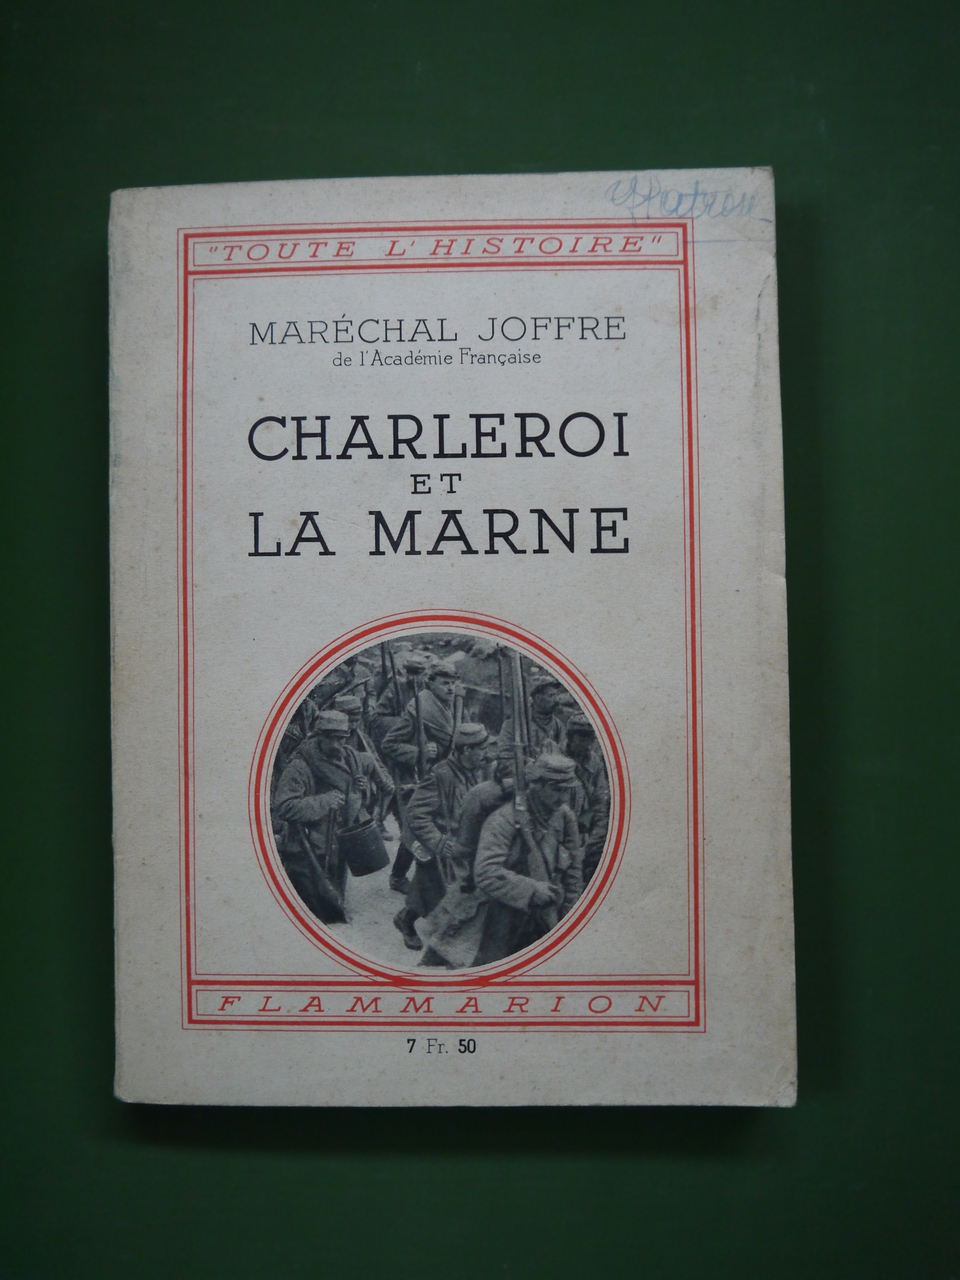 "TOUTE L'HISTOIRE"
MARÉCHAL JOFFRE
de l'Académie Française
CHARLEROI
ET
LA MARNE
FLAMMARION
7 Fr. 50